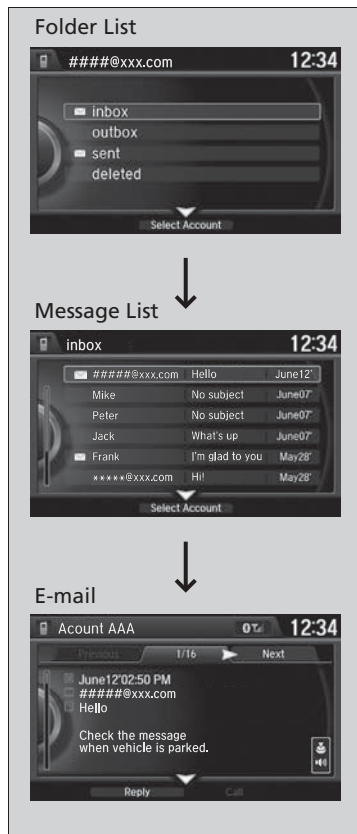 Folder List
####@xxx.com 12:34
inbox
outbox
sent
deleted
Select Account
Message List
inbox 12:34
#####@xxx.com Hello June12'
Mike No subject June07'
Peter No subject June07'
Jack What's up June07'
Frank I'm glad to you May28'
*****@xxx.com Hi! May28'
Select Account
E-mail
Acount AAA 12:34
Previous 1/16 Next
June12'02:50 PM
#####@xxx.com
Hello
Check the message
when vehicle is parked.
Reply Call